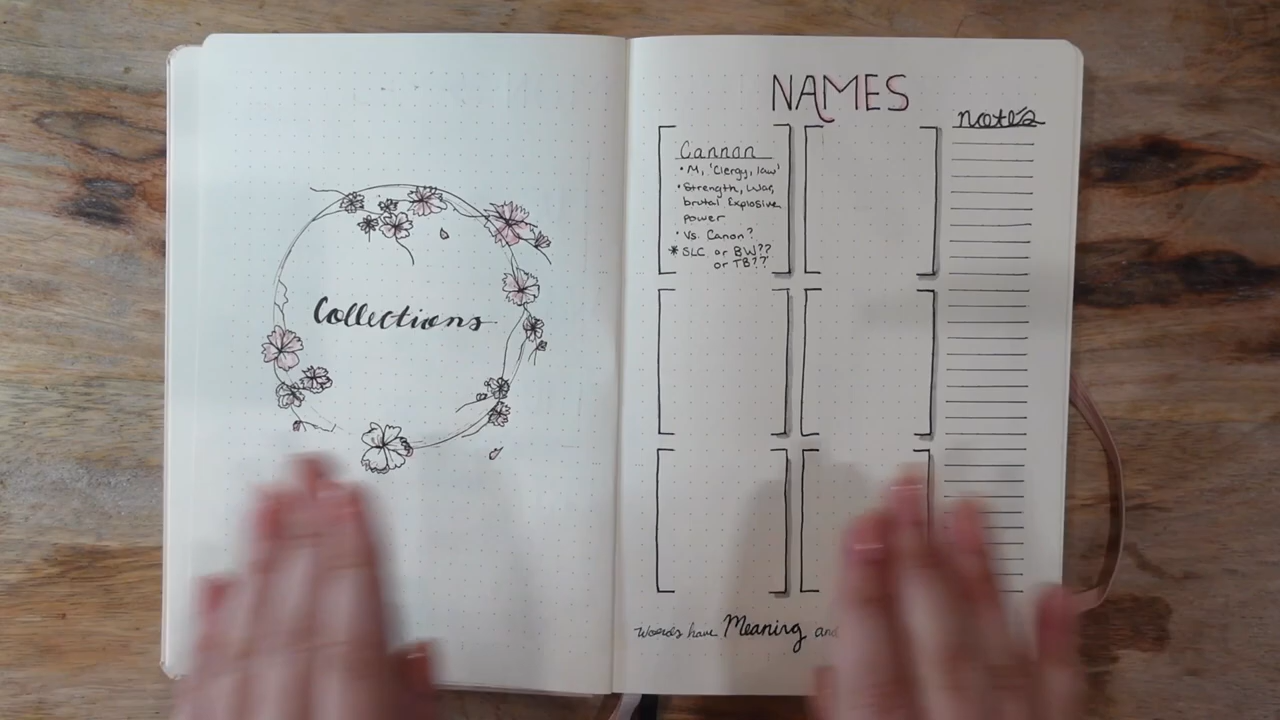 Collections
NAMES
notes
Cannon
• M, 'Clergy, law'
• Strength, War,
brutal Explosive
power
• Vs. Canon?
* SLC or BW??
or TB??
Words have Meaning and